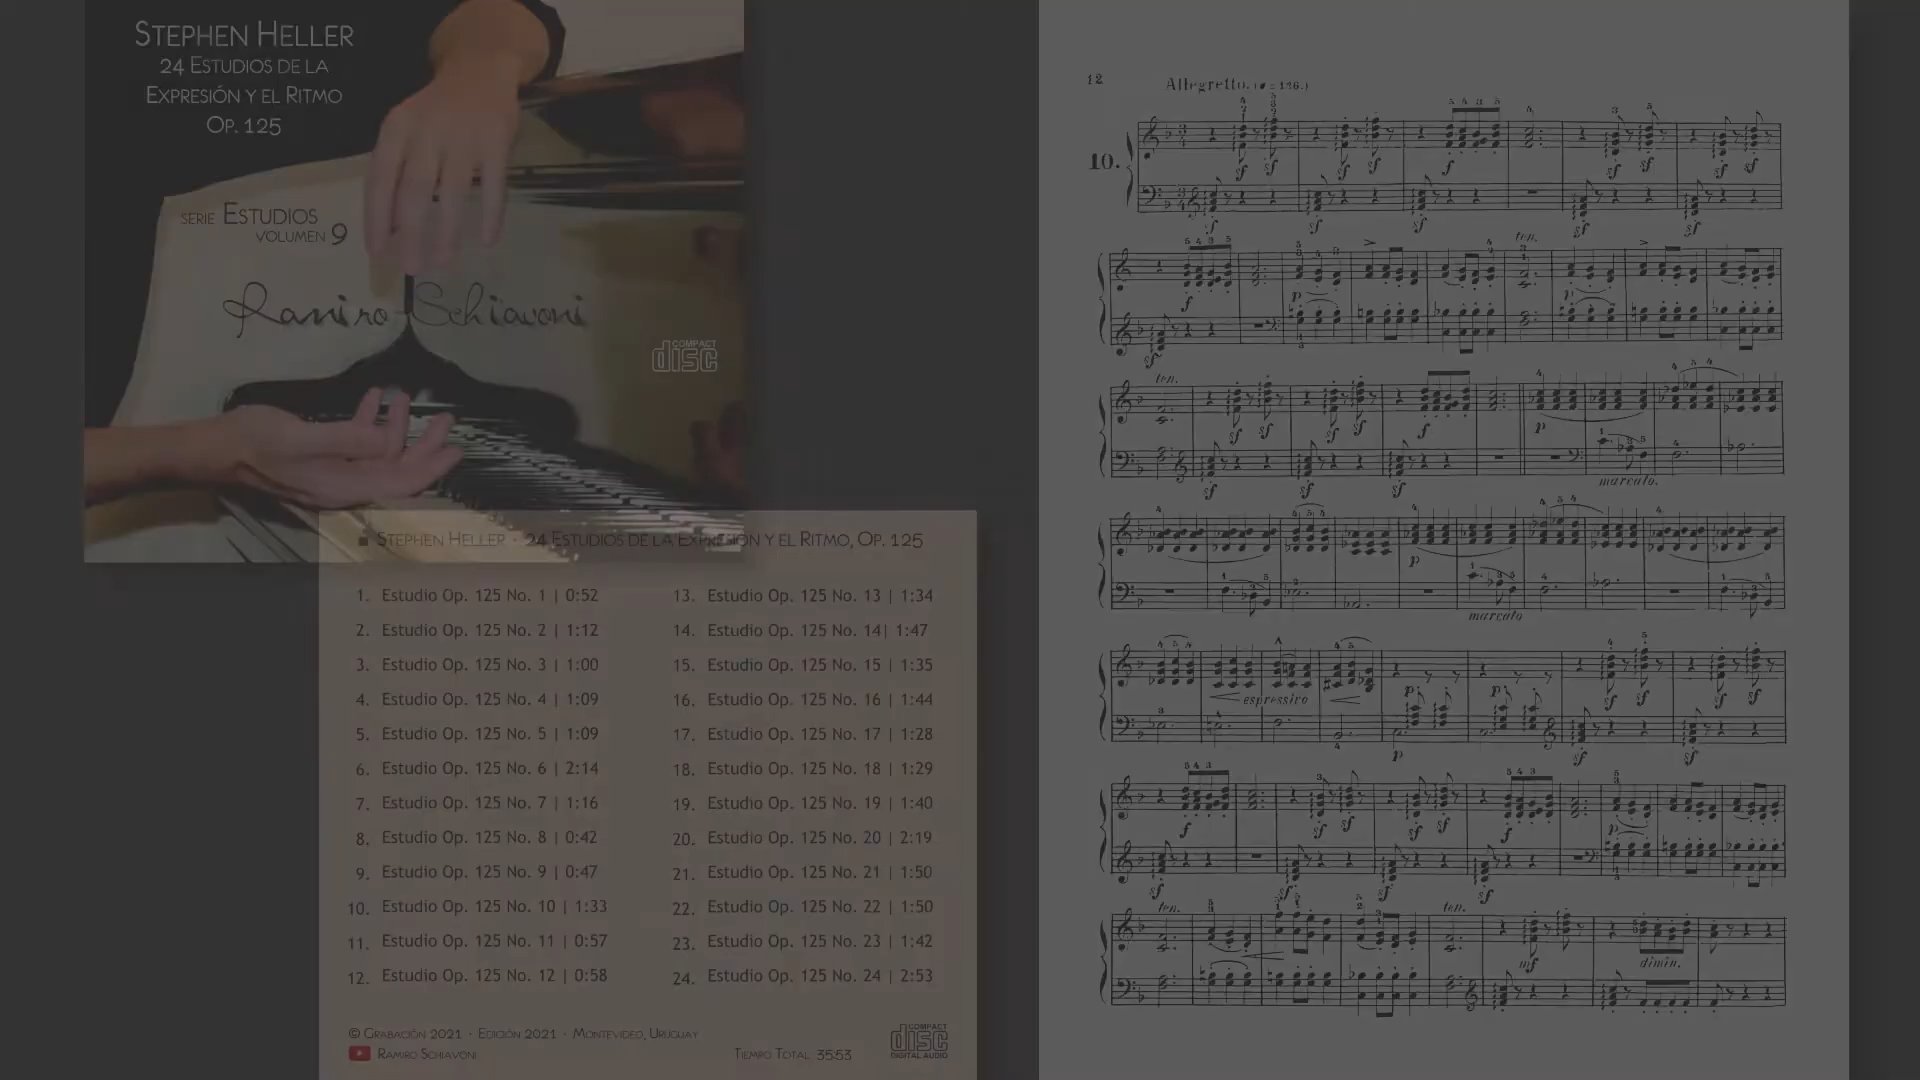 STEPHEN HELLER
24 ESTUDIOS DE LA
EXPRESIÓN Y EL RITMO
OP. 125
SERIE ESTUDIOS
VOLUMEN 9
Ramiro Schiavoni
COMPACT
disc
STEPHEN HELLER · 24 ESTUDIOS DE LA EXPRESIÓN Y EL RITMO, OP. 125
1. Estudio Op. 125 No. 1 | 0:52
2. Estudio Op. 125 No. 2 | 1:12
3. Estudio Op. 125 No. 3 | 1:00
4. Estudio Op. 125 No. 4 | 1:09
5. Estudio Op. 125 No. 5 | 1:09
6. Estudio Op. 125 No. 6 | 2:14
7. Estudio Op. 125 No. 7 | 1:16
8. Estudio Op. 125 No. 8 | 0:42
9. Estudio Op. 125 No. 9 | 0:47
10. Estudio Op. 125 No. 10 | 1:33
11. Estudio Op. 125 No. 11 | 0:57
12. Estudio Op. 125 No. 12 | 0:58
13. Estudio Op. 125 No. 13 | 1:34
14. Estudio Op. 125 No. 14| 1:47
15. Estudio Op. 125 No. 15 | 1:35
16. Estudio Op. 125 No. 16 | 1:44
17. Estudio Op. 125 No. 17 | 1:28
18. Estudio Op. 125 No. 18 | 1:29
19. Estudio Op. 125 No. 19 | 1:40
20. Estudio Op. 125 No. 20 | 2:19
21. Estudio Op. 125 No. 21 | 1:50
22. Estudio Op. 125 No. 22 | 1:50
23. Estudio Op. 125 No. 23 | 1:42
24. Estudio Op. 125 No. 24 | 2:53
© GRABACIÓN 2021 · EDICIÓN 2021 · MONTEVIDEO, URUGUAY
RAMIRO SCHIAVONI
TIEMPO TOTAL 35:53
COMPACT
disc
DIGITAL AUDIO
12
Allegretto.
10.
ten.
ten.
marcato.
marcato
espressivo
ten.
ten.
dimin.